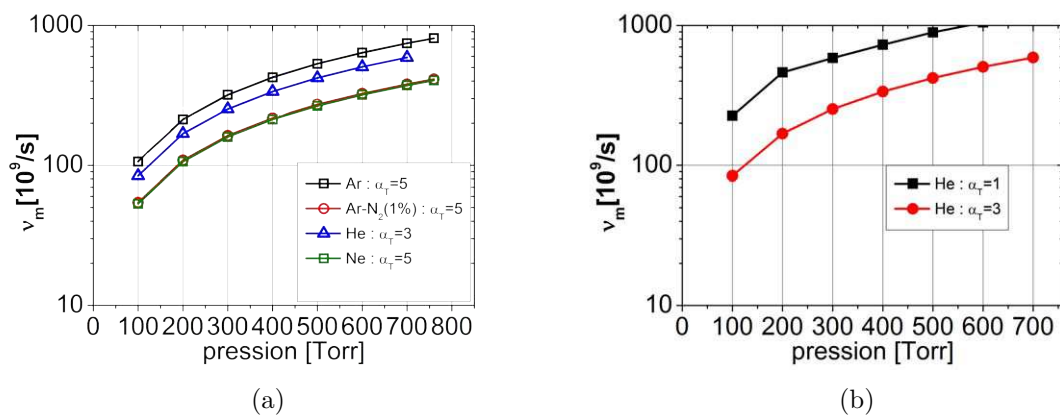 1000
100
10
ν_m [10^9/s]
Ar : α_T=5
Ar-N_2(1%) : α_T=5
He : α_T=3
Ne : α_T=5
0 100 200 300 400 500 600 700 800
pression [Torr]
(a)
1000
100
10
ν_m [10^9/s]
He : α_T=1
He : α_T=3
0 100 200 300 400 500 600 700
pression [Torr]
(b)